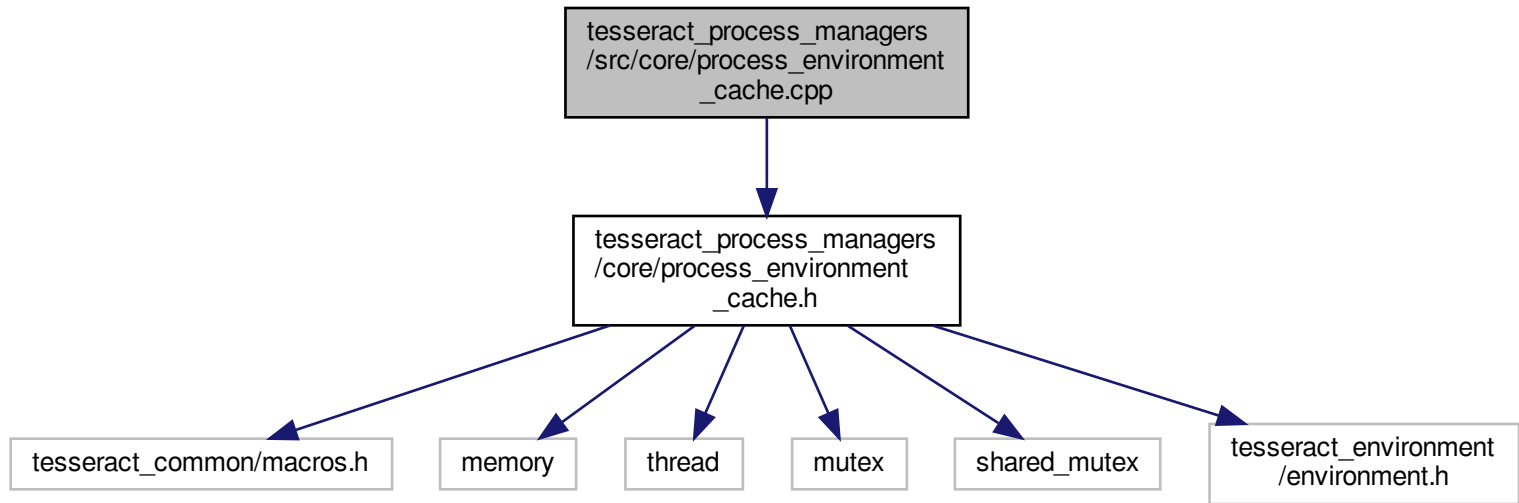 tesseract_process_managers
/src/core/process_environment
_cache.cpp
tesseract_process_managers
/core/process_environment
_cache.h
tesseract_common/macros.h
memory
thread
mutex
shared_mutex
tesseract_environment
/environment.h